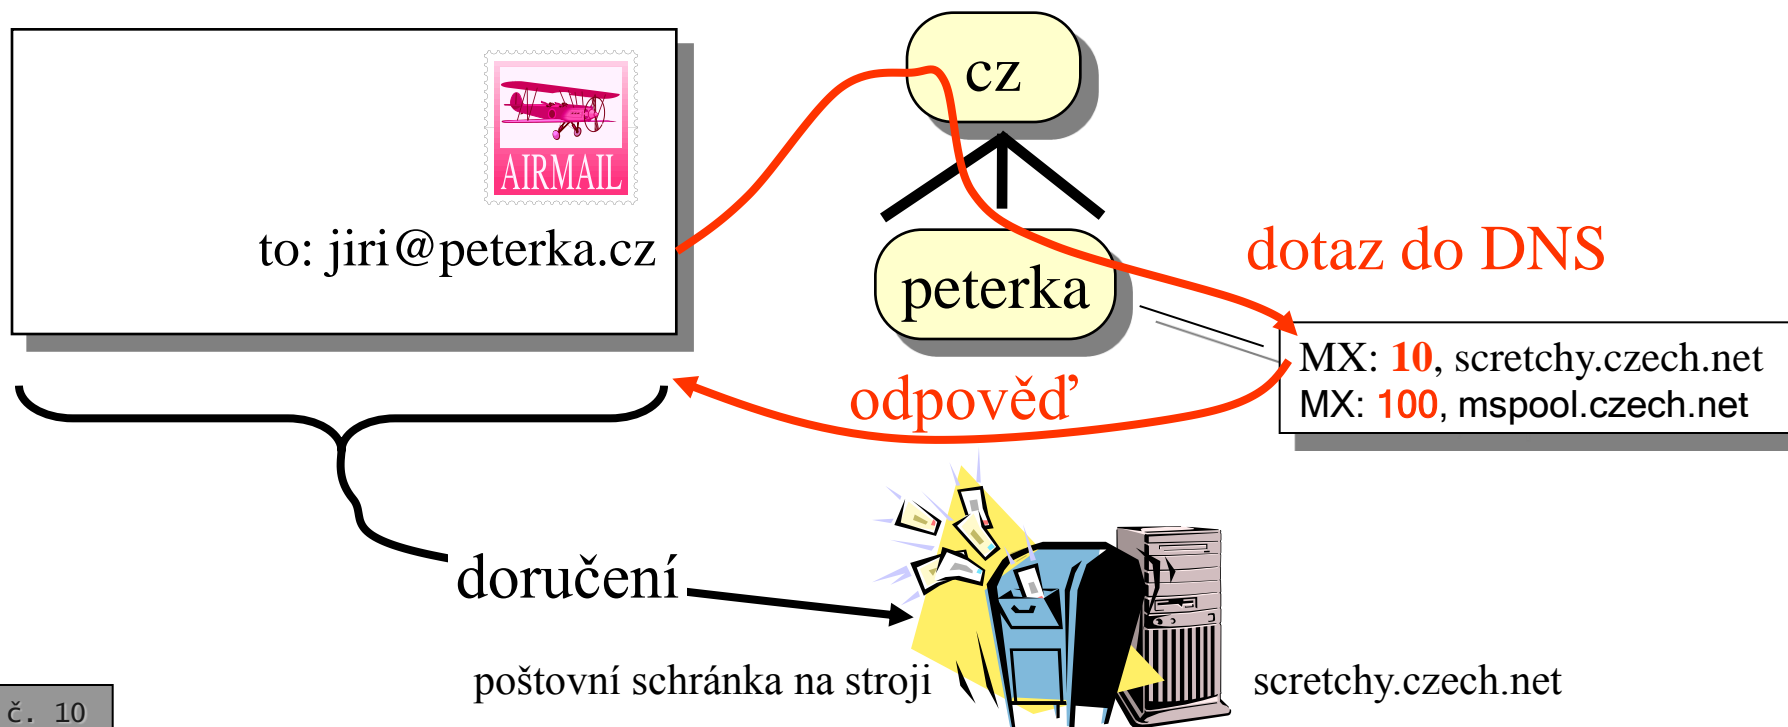 cz
AIRMAIL
to: jiri@peterka.cz
dotaz do DNS
peterka
MX: 10, scretchy.czech.net
MX: 100, mspool.czech.net
odpověď
doručení
poštovní schránka na stroji
scretchy.czech.net
č. 10